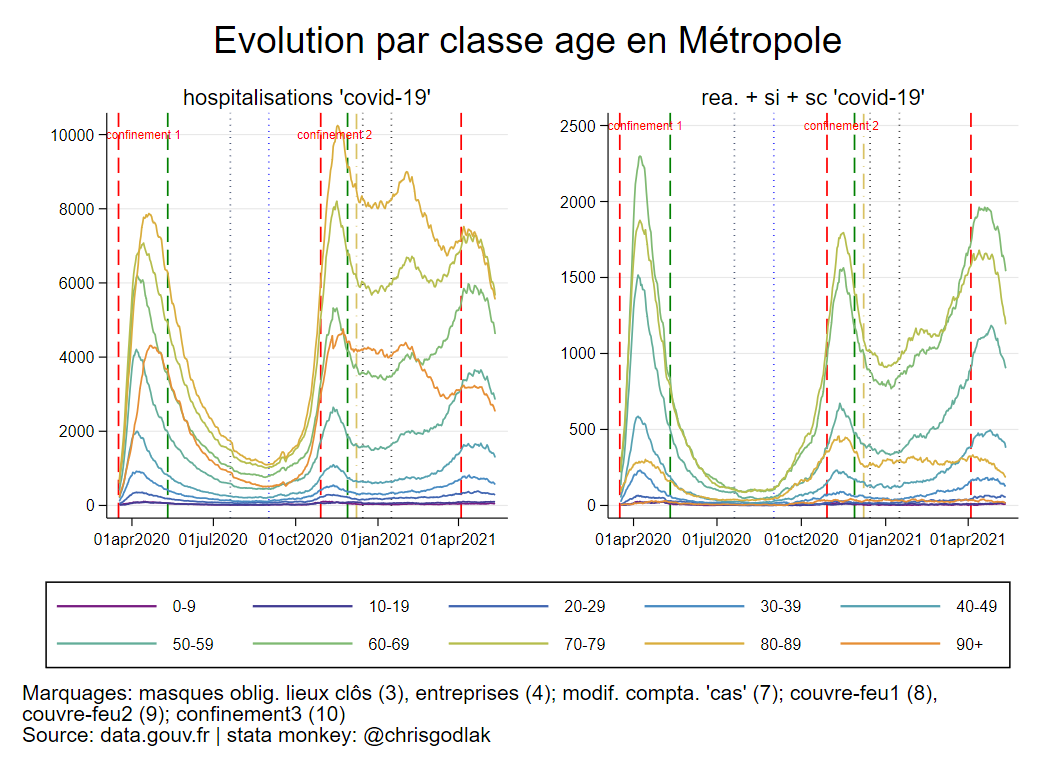 Evolution par classe age en Métropole
hospitalisations 'covid-19'
confinement 1
confinement 2
10000
8000
6000
4000
2000
0
01apr2020 01jul2020 01oct2020 01jan2021 01apr2021
rea. + si + sc 'covid-19'
confinement 1
confinement 2
2500
2000
1500
1000
500
0
01apr2020 01jul2020 01oct2020 01jan2021 01apr2021
0-9 10-19 20-29 30-39 40-49
50-59 60-69 70-79 80-89 90+
Marquages: masques oblig. lieux clôs (3), entreprises (4); modif. compta. 'cas' (7); couvre-feu1 (8),
couvre-feu2 (9); confinement3 (10)
Source: data.gouv.fr | stata monkey: @chrisgodlak